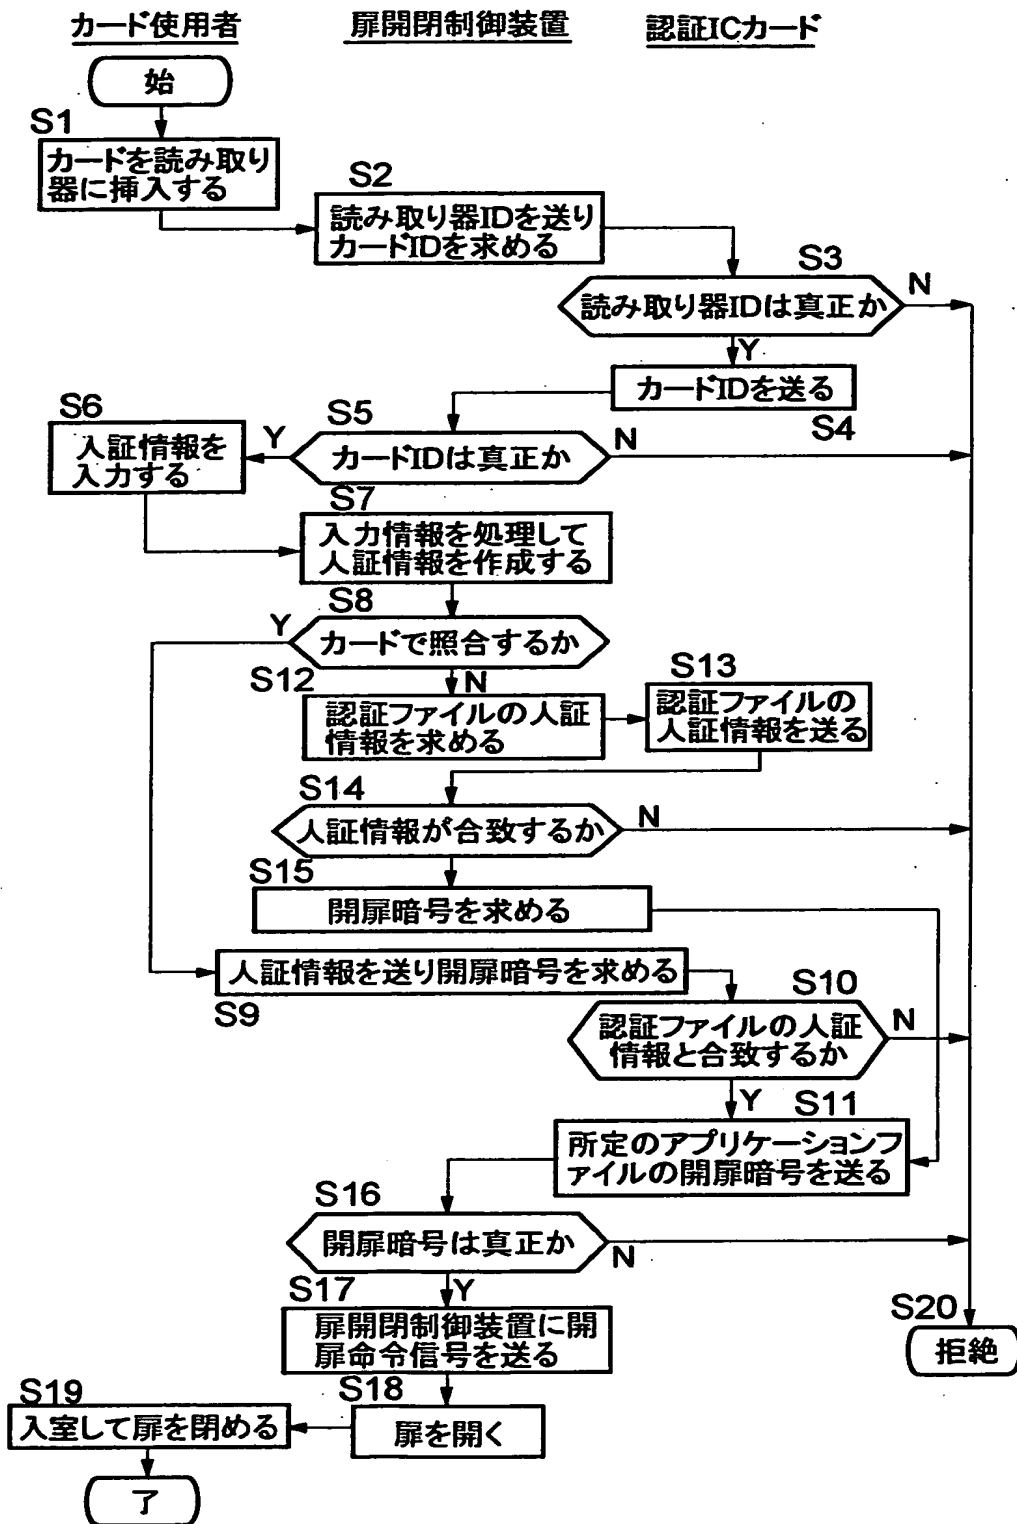 カード使用者
扉開閉制御装置
認証ICカード
始
S1
カードを読み取り
器に挿入する
S2
読み取り器IDを送り
カードIDを求める
S3
読み取り器IDは真正か
N
Y
カードIDを送る
S4
S5
カードIDは真正か
Y
N
S6
人証情報を
入力する
S7
入力情報を処理して
人証情報を作成する
S8
カードで照合するか
Y
N
S12
認証ファイルの人証
情報を求める
S13
認証ファイルの
人証情報を送る
S14
人証情報が合致するか
N
S15
開扉暗号を求める
人証情報を送り開扉暗号を求める
S9
S10
認証ファイルの人証
情報と合致するか
N
Y
S11
所定のアプリケーションフ
ァイルの開扉暗号を送る
S16
開扉暗号は真正か
N
Y
S17
扉開閉制御装置に開
扉命令信号を送る
S18
扉を開く
S19
入室して扉を閉める
了
S20
拒絶